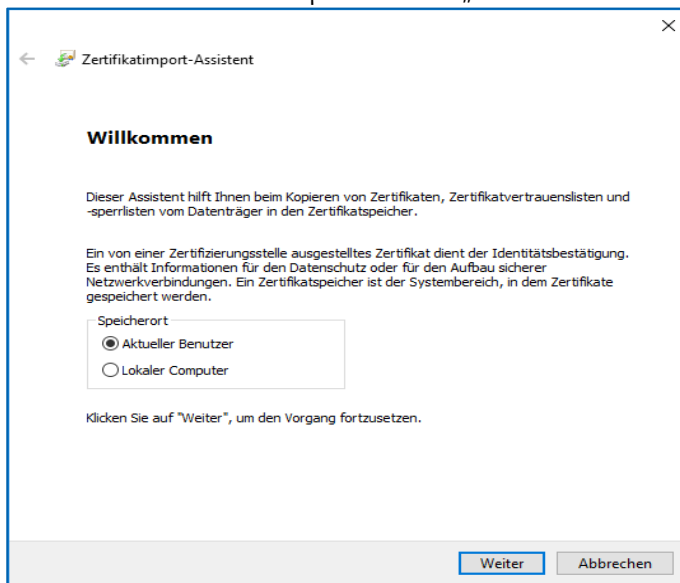 Zertifikatimport-Assistent
Willkommen
Dieser Assistent hilft Ihnen beim Kopieren von Zertifikaten, Zertifikatvertrauenslisten und
-sperrlisten vom Datenträger in den Zertifikatspeicher.
Ein von einer Zertifizierungsstelle ausgestelltes Zertifikat dient der Identitätsbestätigung.
Es enthält Informationen für den Datenschutz oder für den Aufbau sicherer
Netzwerkverbindungen. Ein Zertifikatspeicher ist der Systembereich, in dem Zertifikate
gespeichert werden.
Speicherort
Aktueller Benutzer
Lokaler Computer
Klicken Sie auf "Weiter", um den Vorgang fortzusetzen.
Weiter Abbrechen